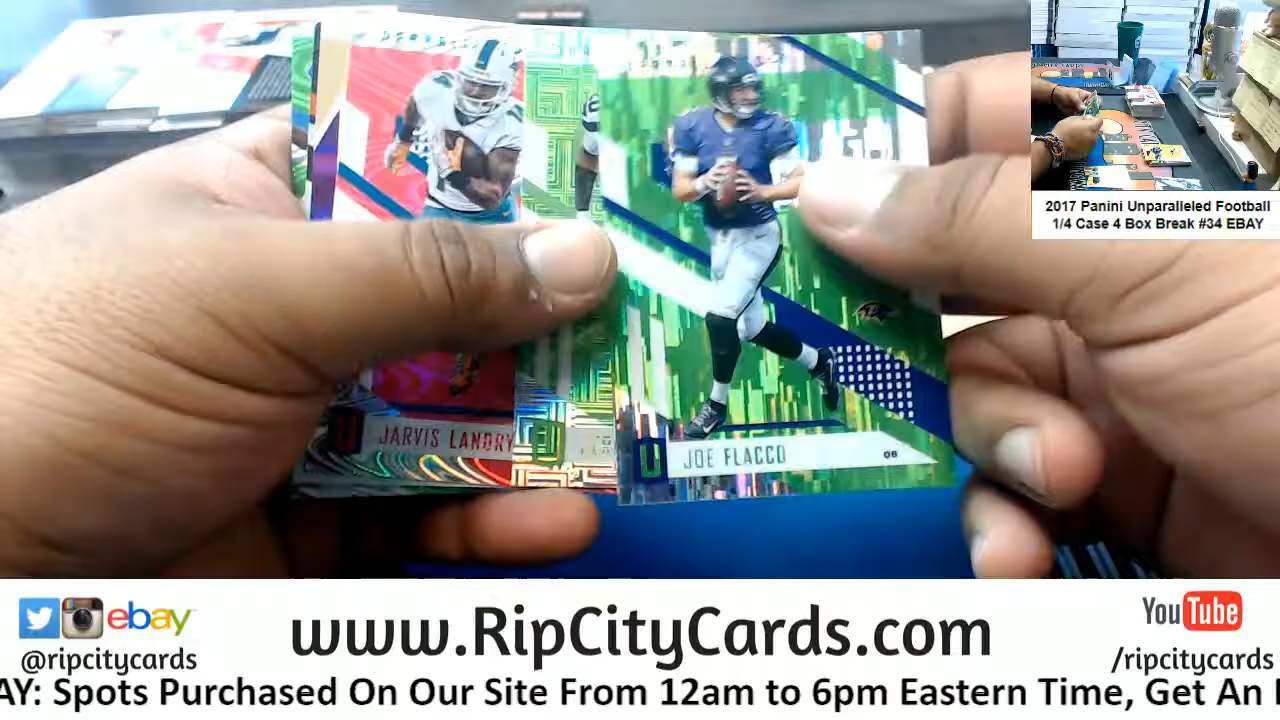 2017 Panini Unparalleled Football
1/4 Case 4 Box Break #34 EBAY
JARVIS LANDRY
U
JOE FLACCO
QB
ebay
@ripcitycards
www.RipCityCards.com
YouTube
/ripcitycards
AY: Spots Purchased On Our Site From 12am to 6pm Eastern Time, Get An